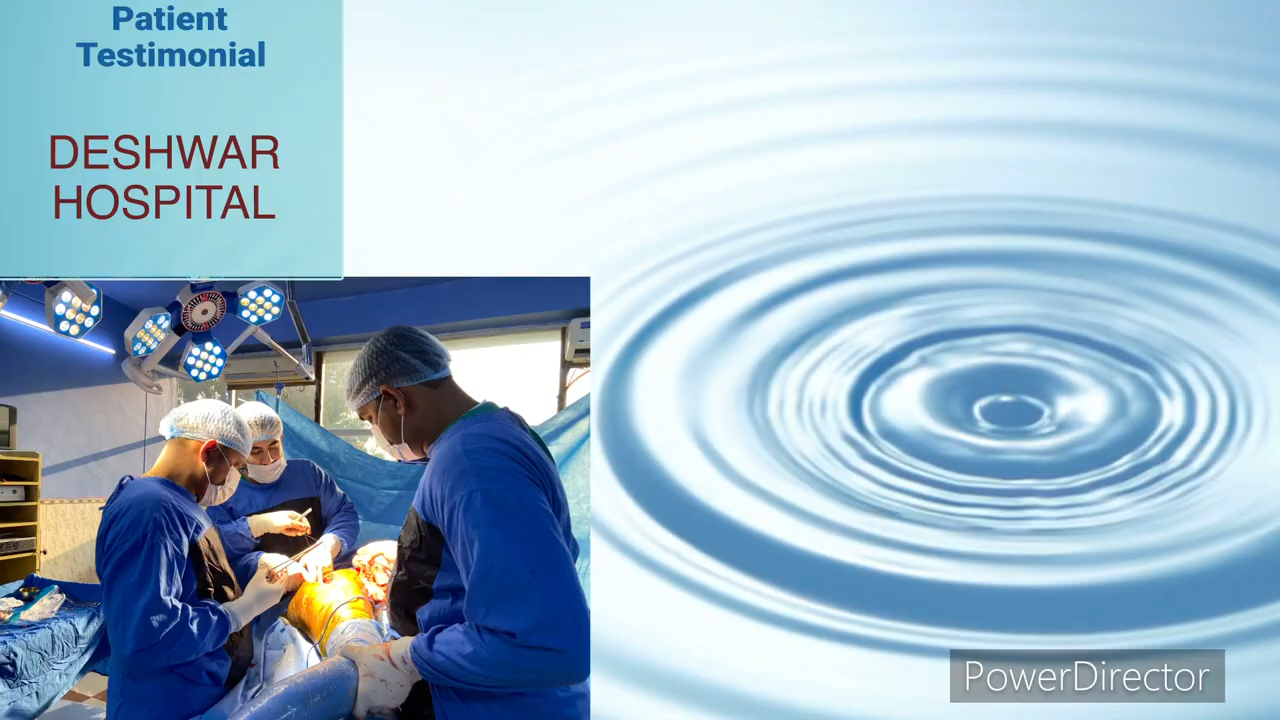 Patient
Testimonial
DESHWAR
HOSPITAL
PowerDirector